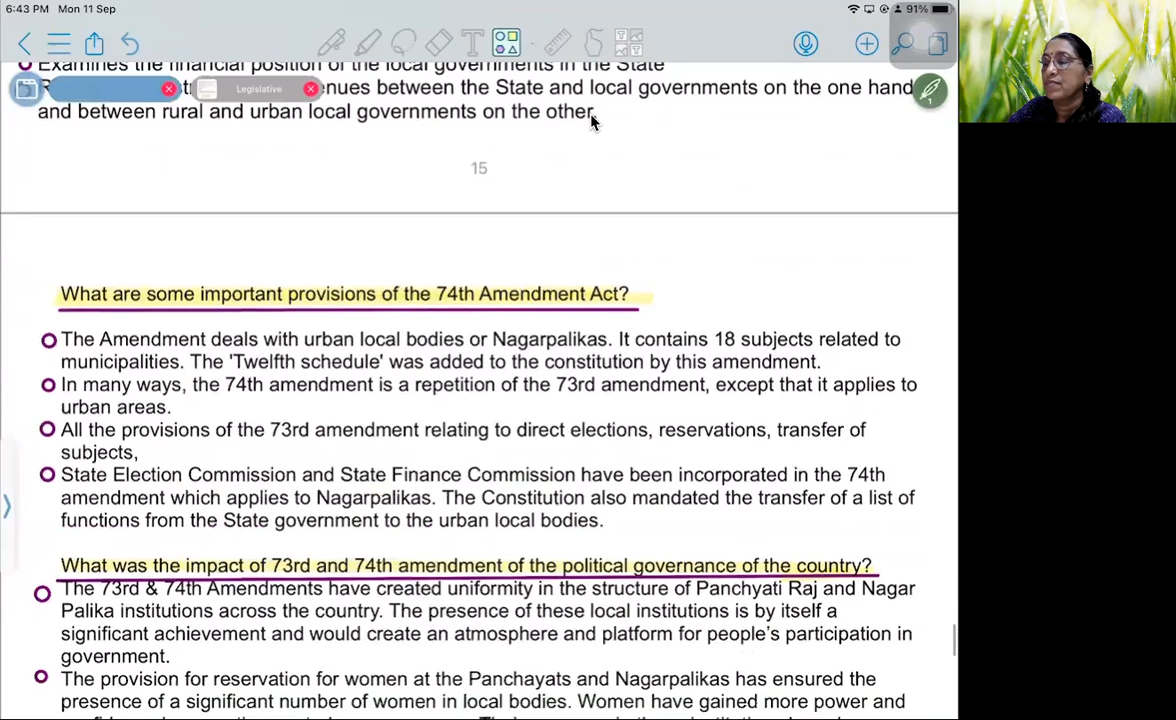 6:43 PM Mon 11 Sep
91%
Examines the financial position of the local governments in the State
Legislative
enues between the State and local governments on the one hand
and between rural and urban local governments on the other.
1
15
What are some important provisions of the 74th Amendment Act?
The Amendment deals with urban local bodies or Nagarpalikas. It contains 18 subjects related to
municipalities. The 'Twelfth schedule' was added to the constitution by this amendment.
In many ways, the 74th amendment is a repetition of the 73rd amendment, except that it applies to
urban areas.
All the provisions of the 73rd amendment relating to direct elections, reservations, transfer of
subjects,
State Election Commission and State Finance Commission have been incorporated in the 74th
amendment which applies to Nagarpalikas. The Constitution also mandated the transfer of a list of
functions from the State government to the urban local bodies.
What was the impact of 73rd and 74th amendment of the political governance of the country?
The 73rd & 74th Amendments have created uniformity in the structure of Panchyati Raj and Nagar
Palika institutions across the country. The presence of these local institutions is by itself a
significant achievement and would create an atmosphere and platform for people's participation in
government.
The provision for reservation for women at the Panchayats and Nagarpalikas has ensured the
presence of a significant number of women in local bodies. Women have gained more power and